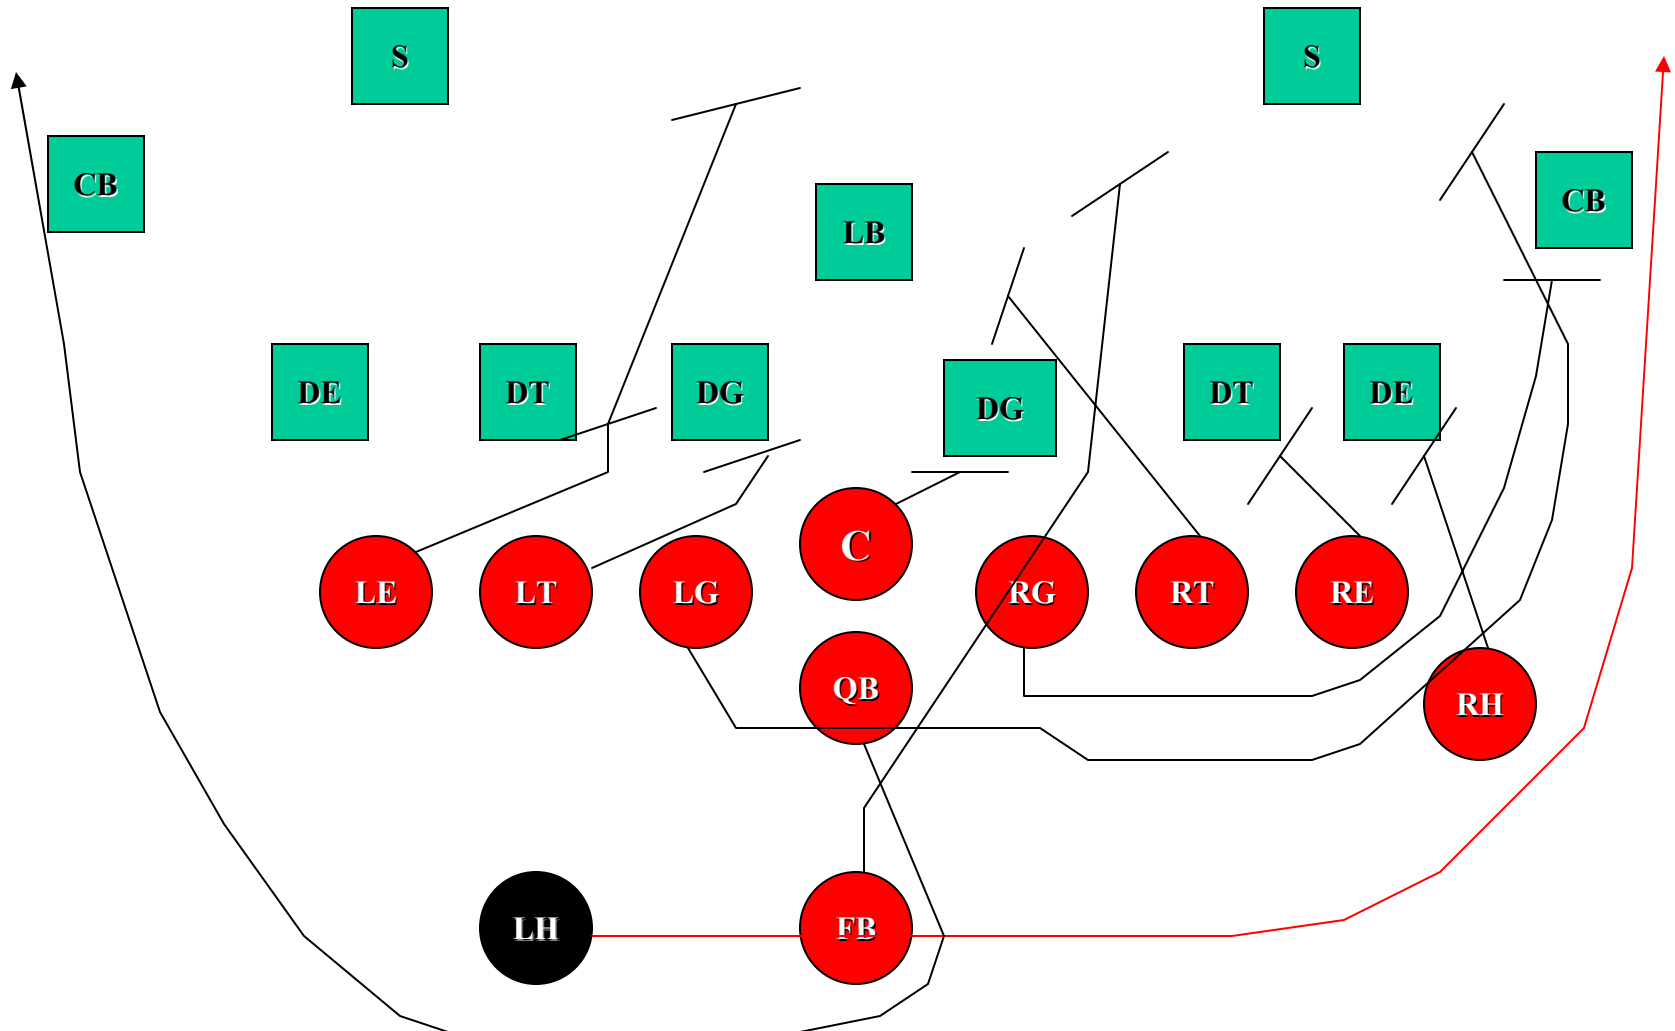 S
S
CB
CB
LB
DE
DT
DG
DG
DT
DE
C
LE
LT
LG
RG
RT
RE
QB
RH
LH
FB